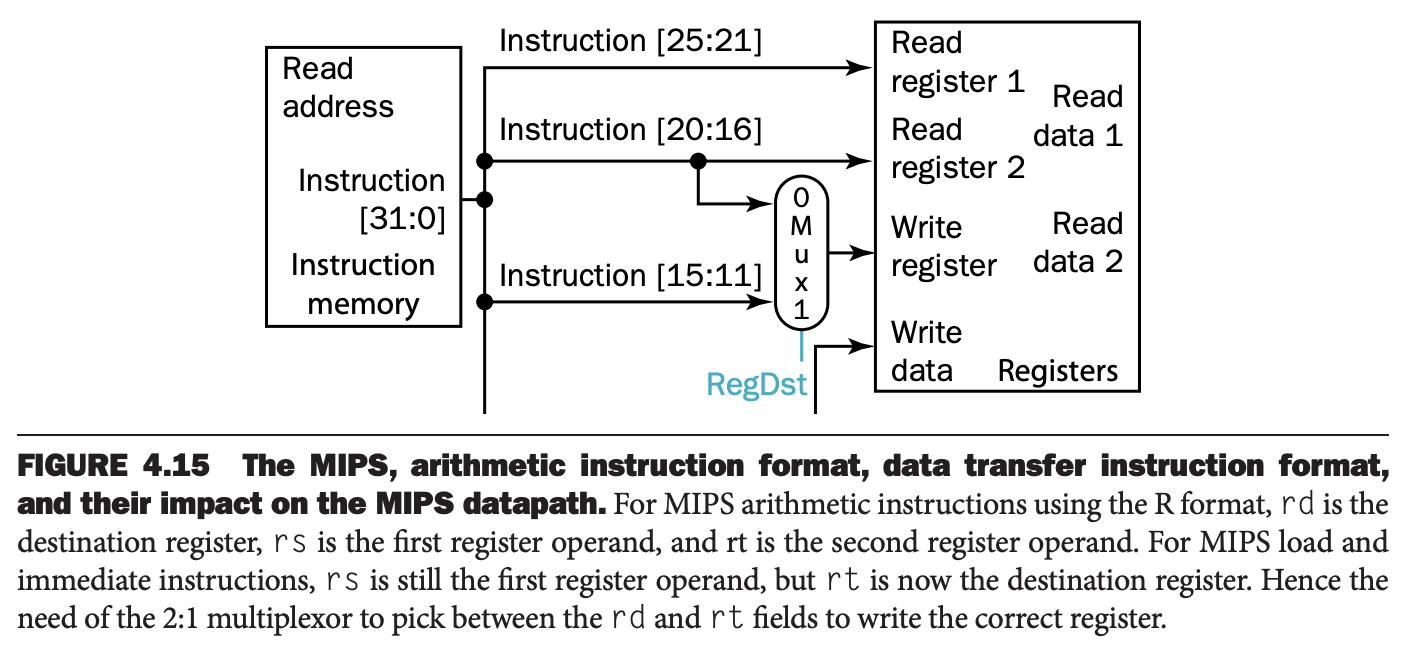 Read
address
Instruction
[31:0]
Instruction
memory
Instruction [25:21]
Instruction [20:16]
Instruction [15:11]
0
M
u
x
1
RegDst
Read
register 1
Read
data 1
Read
register 2
Write
register
Read
data 2
Write
data
Registers
FIGURE 4.15 The MIPS, arithmetic instruction format, data transfer instruction format,
and their impact on the MIPS datapath. For MIPS arithmetic instructions using the R format, rd is the
destination register, rs is the first register operand, and rt is the second register operand. For MIPS load and
immediate instructions, rs is still the first register operand, but rt is now the destination register. Hence the
need of the 2:1 multiplexor to pick between the rd and rt fields to write the correct register.